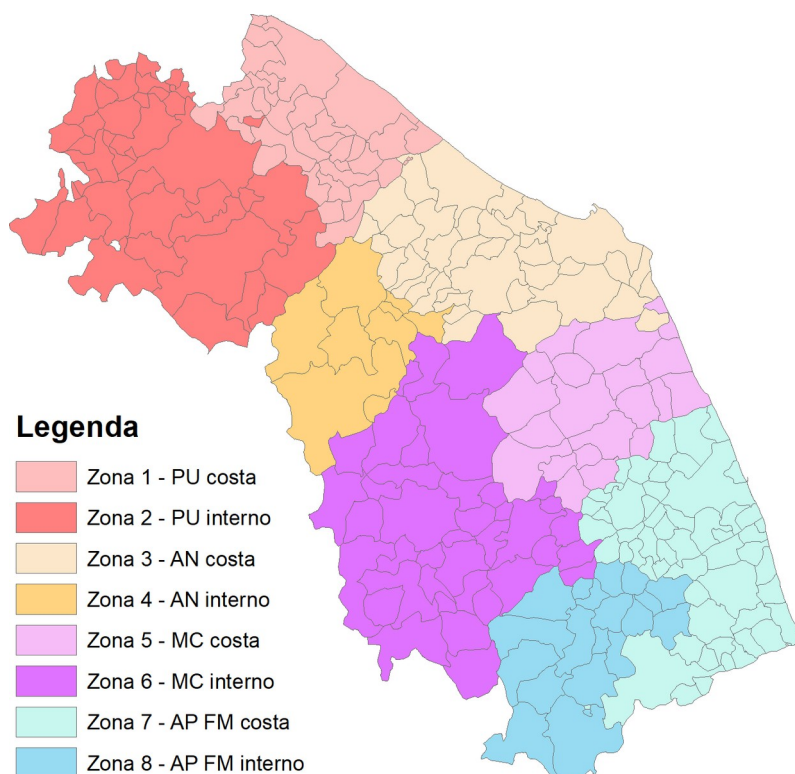 Legenda
Zona 1 - PU costa
Zona 2 - PU interno
Zona 3 - AN costa
Zona 4 - AN interno
Zona 5 - MC costa
Zona 6 - MC interno
Zona 7 - AP FM costa
Zona 8 - AP FM interno